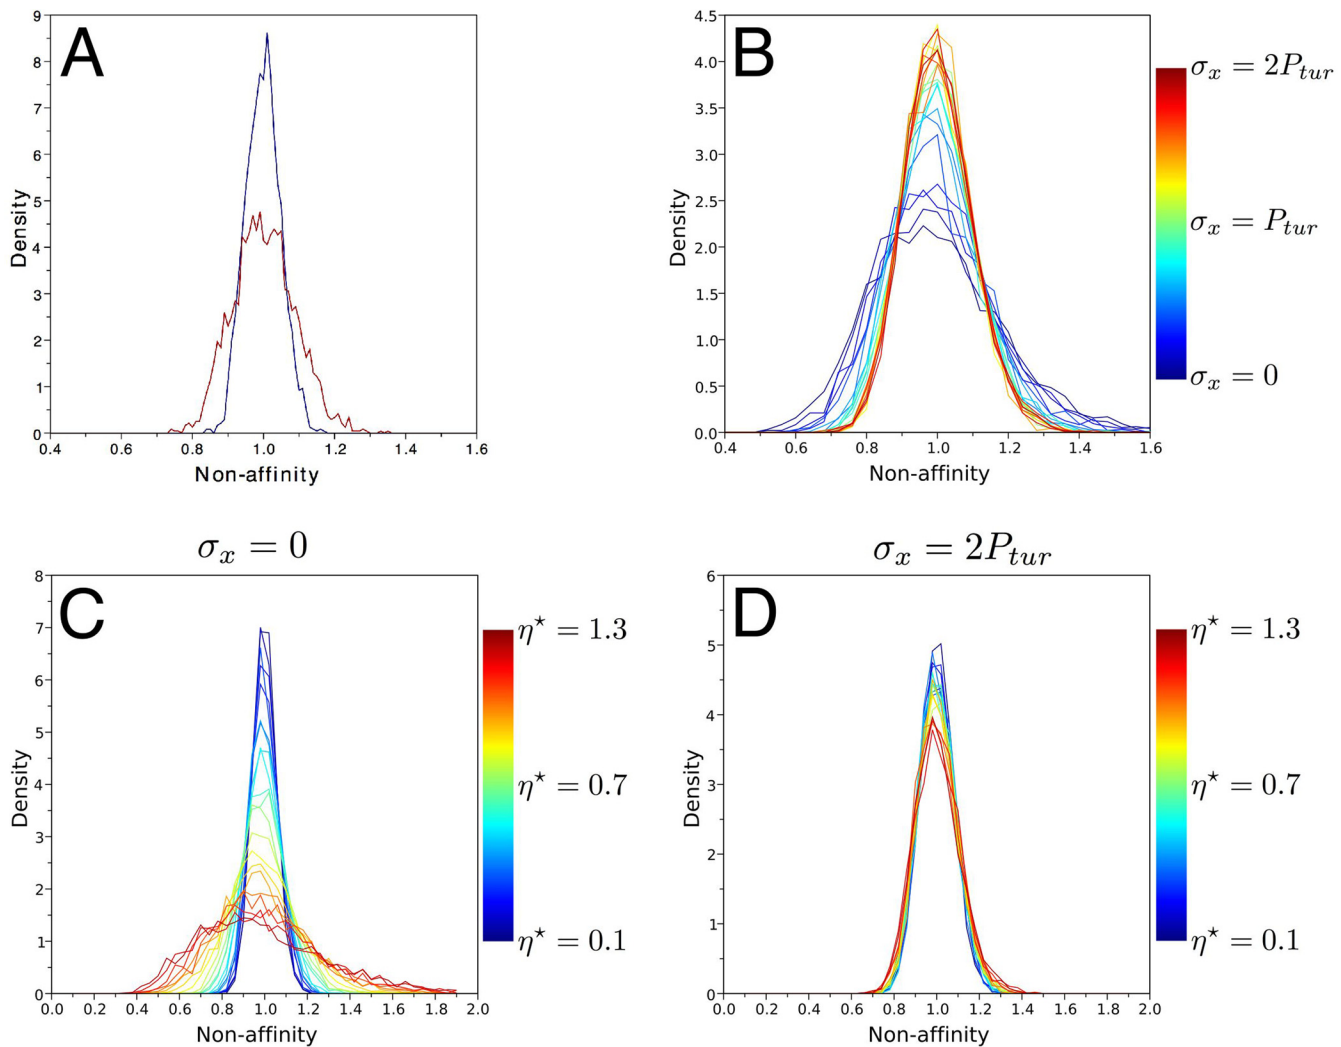 A
9
8
7
6
5
4
3
2
1
0
Density
0.4 0.6 0.8 1.0 1.2 1.4 1.6
Non-affinity
B
4.5
4.0
3.5
3.0
2.5
2.0
1.5
1.0
0.5
0.0
Density
0.4 0.6 0.8 1.0 1.2 1.4 1.6
Non-affinity
σx = 2Ptur
σx = Ptur
σx = 0
σx = 0
C
8
7
6
5
4
3
2
1
0
Density
0.0 0.2 0.4 0.6 0.8 1.0 1.2 1.4 1.6 1.8 2.0
Non-affinity
η* = 1.3
η* = 0.7
η* = 0.1
σx = 2Ptur
D
6
5
4
3
2
1
0
Density
0.0 0.2 0.4 0.6 0.8 1.0 1.2 1.4 1.6 1.8 2.0
Non-affinity
η* = 1.3
η* = 0.7
η* = 0.1